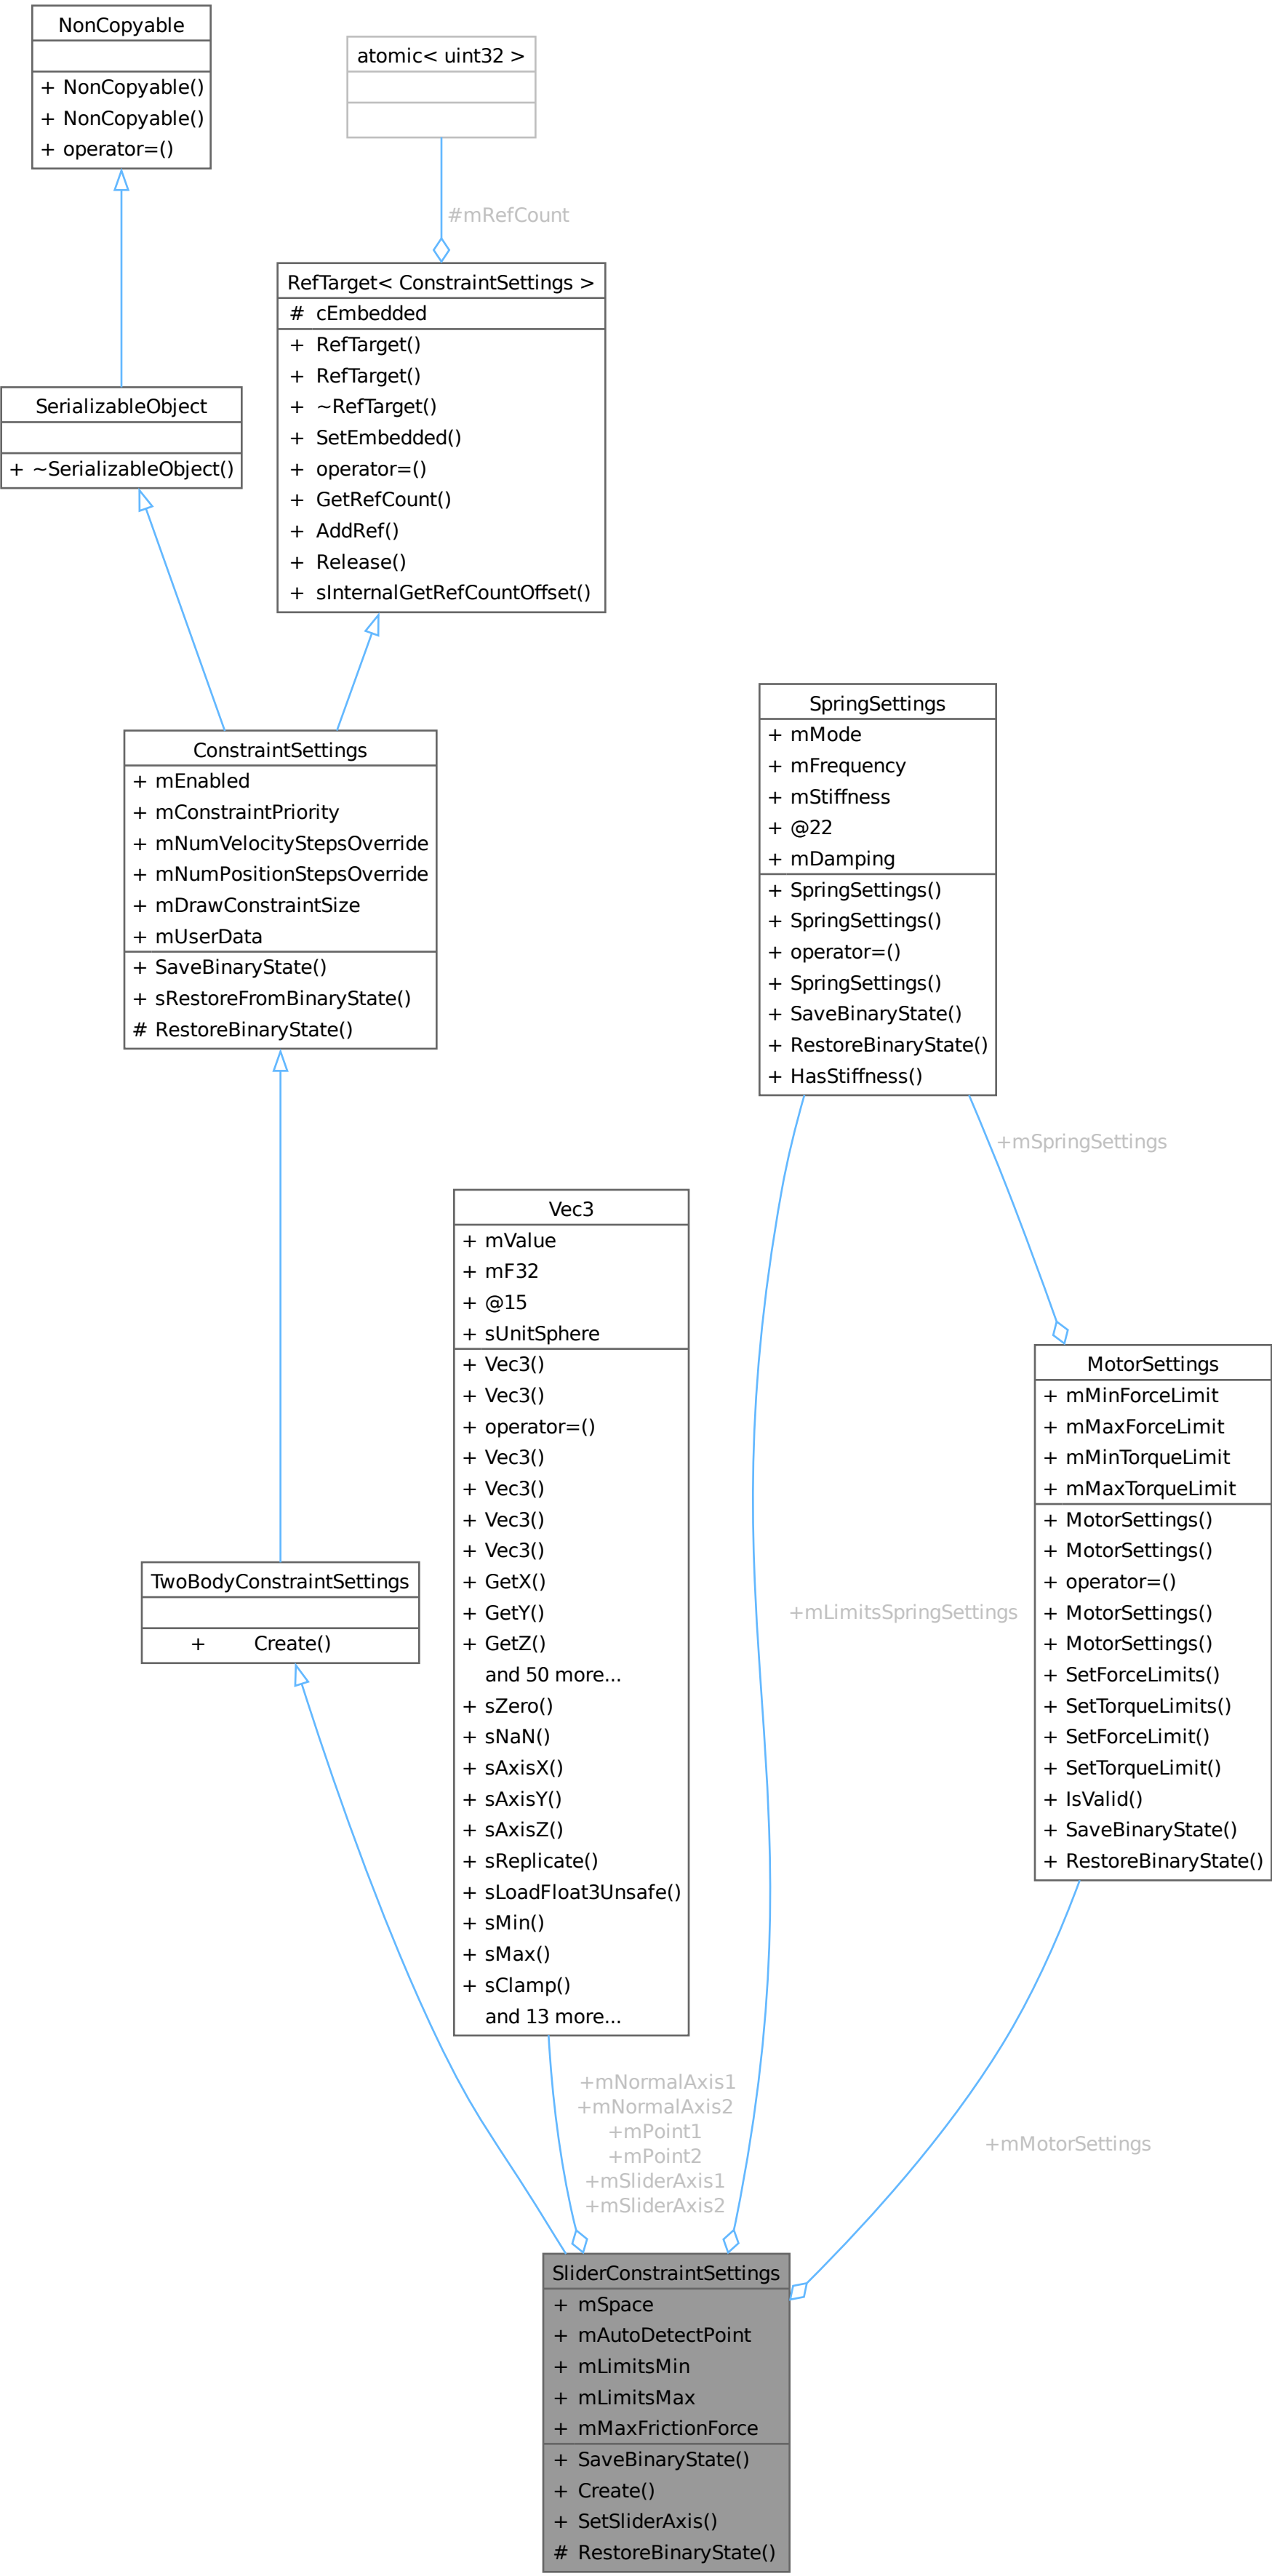 NonCopyable
+ NonCopyable()
+ NonCopyable()
+ operator=()
atomic< uint32 >
#mRefCount
RefTarget< ConstraintSettings >
# cEmbedded
+ RefTarget()
+ RefTarget()
+ ~RefTarget()
+ SetEmbedded()
+ operator=()
+ GetRefCount()
+ AddRef()
+ Release()
+ sInternalGetRefCountOffset()
SerializableObject
+ ~SerializableObject()
ConstraintSettings
+ mEnabled
+ mConstraintPriority
+ mNumVelocityStepsOverride
+ mNumPositionStepsOverride
+ mDrawConstraintSize
+ mUserData
+ SaveBinaryState()
+ sRestoreFromBinaryState()
# RestoreBinaryState()
SpringSettings
+ mMode
+ mFrequency
+ mStiffness
+ @22
+ mDamping
+ SpringSettings()
+ SpringSettings()
+ operator=()
+ SpringSettings()
+ SaveBinaryState()
+ RestoreBinaryState()
+ HasStiffness()
+mSpringSettings
Vec3
+ mValue
+ mF32
+ @15
+ sUnitSphere
+ Vec3()
+ Vec3()
+ operator=()
+ Vec3()
+ Vec3()
+ Vec3()
+ Vec3()
+ GetX()
+ GetY()
+ GetZ()
and 50 more...
+ sZero()
+ sNaN()
+ sAxisX()
+ sAxisY()
+ sAxisZ()
+ sReplicate()
+ sLoadFloat3Unsafe()
+ sMin()
+ sMax()
+ sClamp()
and 13 more...
MotorSettings
+ mMinForceLimit
+ mMaxForceLimit
+ mMinTorqueLimit
+ mMaxTorqueLimit
+ MotorSettings()
+ MotorSettings()
+ operator=()
+ MotorSettings()
+ MotorSettings()
+ SetForceLimits()
+ SetTorqueLimits()
+ SetForceLimit()
+ SetTorqueLimit()
+ IsValid()
+ SaveBinaryState()
+ RestoreBinaryState()
TwoBodyConstraintSettings
+ Create()
+mLimitsSpringSettings
+mNormalAxis1
+mNormalAxis2
+mPoint1
+mPoint2
+mSliderAxis1
+mSliderAxis2
+mMotorSettings
SliderConstraintSettings
+ mSpace
+ mAutoDetectPoint
+ mLimitsMin
+ mLimitsMax
+ mMaxFrictionForce
+ SaveBinaryState()
+ Create()
+ SetSliderAxis()
# RestoreBinaryState()